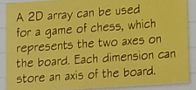 A 2D array can be used
for a game of chess, which
represents the two axes on
the board. Each dimension can
store an axis of the board.